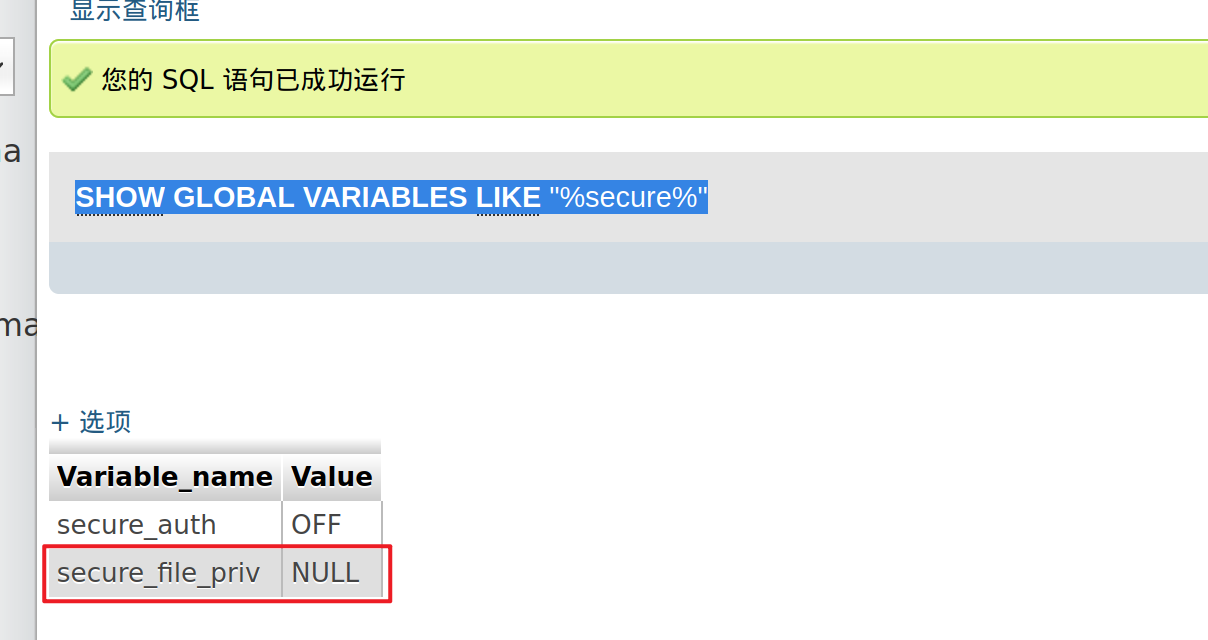 显示查询框
您的 SQL 语句已成功运行
na
SHOW GLOBAL VARIABLES LIKE "%secure%"
ma
+ 选项
Variable_name Value
secure_auth OFF
secure_file_priv NULL